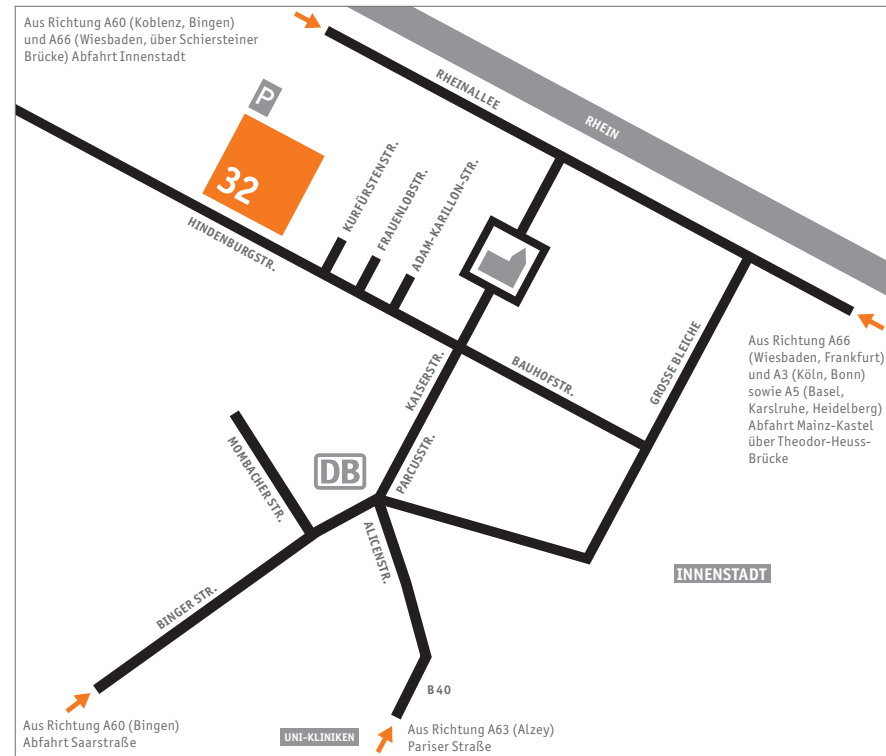 Aus Richtung A60 (Koblenz, Bingen)
und A66 (Wiesbaden, über Schiersteiner
Brücke) Abfahrt Innenstadt
RHEINALLEE
RHEIN
P
32
KURFÜRSTENSTR.
FRAUENLOBSTR.
ADAM-KARILLON-STR.
HINDENBURGSTR.
Aus Richtung A66
(Wiesbaden, Frankfurt)
und A3 (Köln, Bonn)
sowie A5 (Basel,
Karslruhe, Heidelberg)
Abfahrt Mainz-Kastel
über Theodor-Heuss-
Brücke
GROSSE BLEICHE
BAUHOFSTR.
KAISERSTR.
PARCUSSTR.
DB
MOMBACHER STR.
ALICENSTR.
INNENSTADT
BINGER STR.
B40
Aus Richtung A60 (Bingen)
Abfahrt Saarstraße
UNI-KLINIKEN
Aus Richtung A63 (Alzey)
Pariser Straße